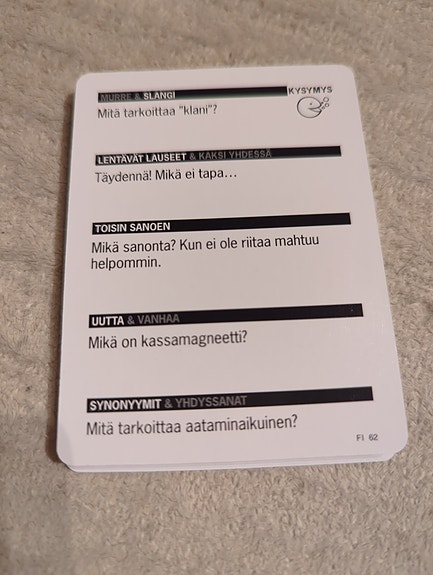 MURRE & SLANGI
KYSYMYS
Mitä tarkoittaa "klani"?
LENTÄVÄT LAUSEET & KAKSI YHDESSÄ
Täydennä! Mikä ei tapa...
TOISIN SANOEN
Mikä sanonta? Kun ei ole riitaa mahtuu
helpommin.
UUTTA & VANHAA
Mikä on kassamagneetti?
SYNONYYMIT & YHDYSSANAT
Mitä tarkoittaa aataminaikuinen?
FI 62